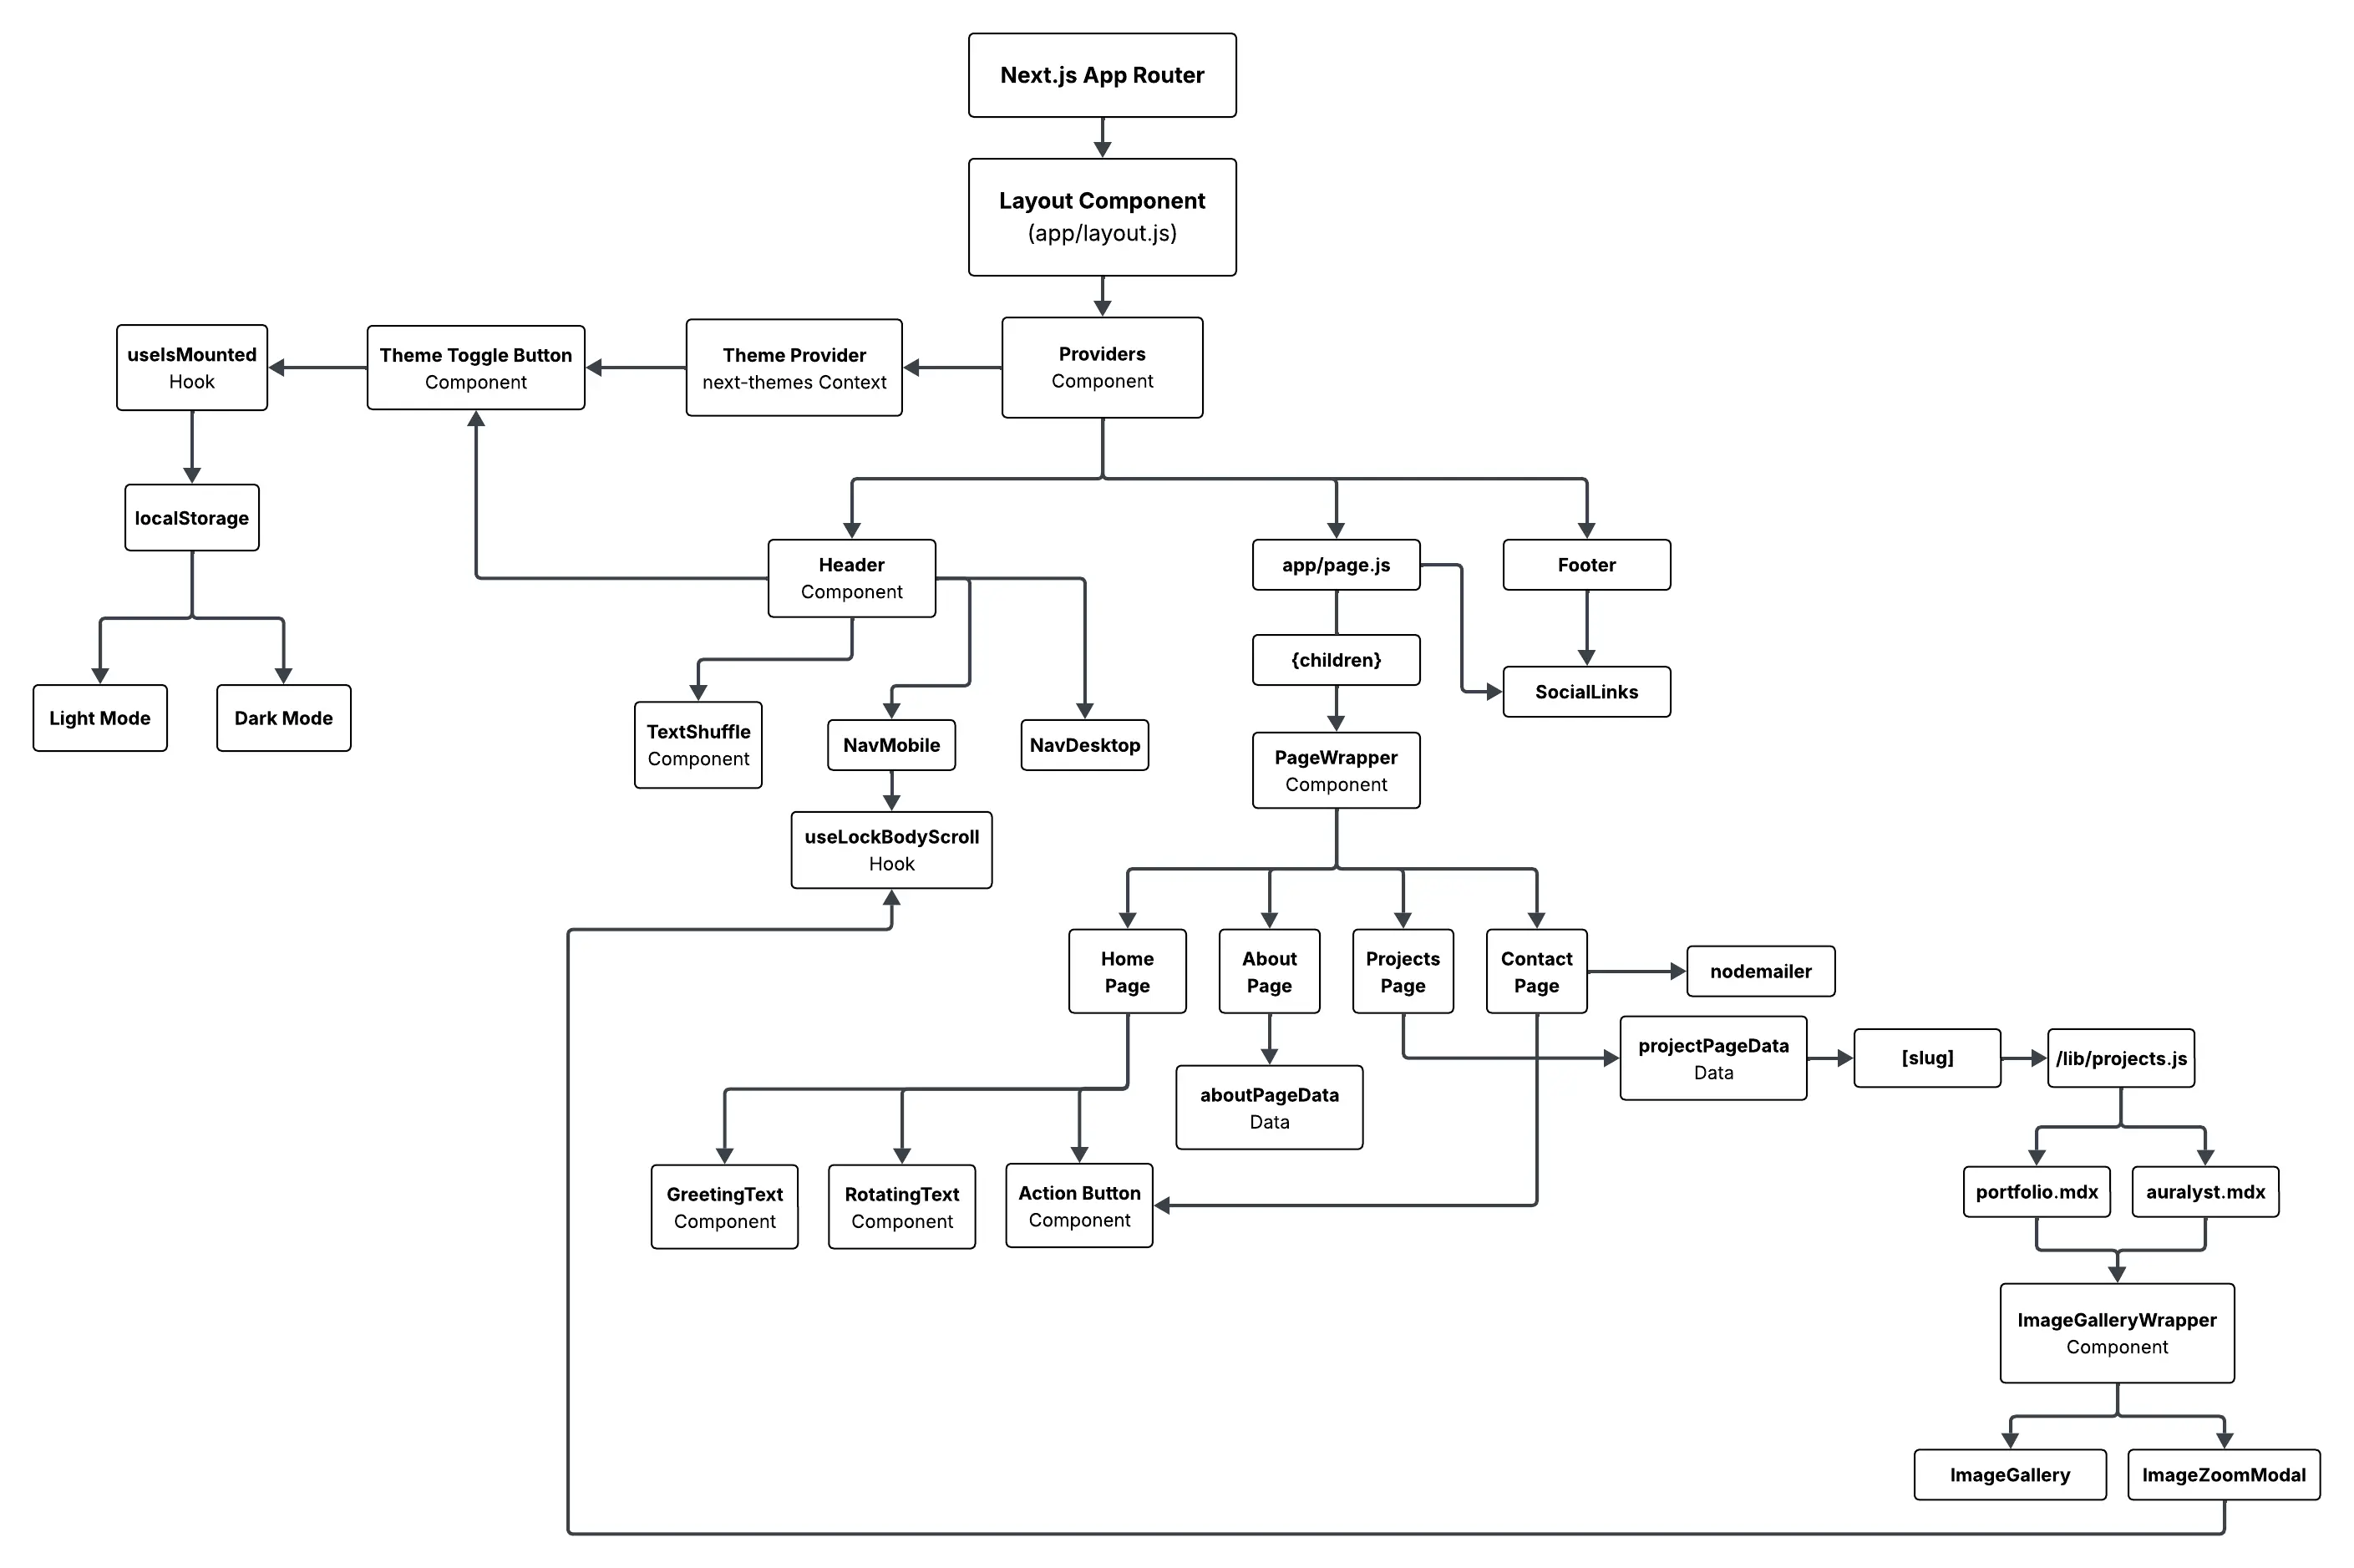 Next.js App Router
Layout Component
(app/layout.js)
useIsMounted
Hook
Theme Toggle Button
Component
Theme Provider
next-themes Context
Providers
Component
localStorage
Light Mode
Dark Mode
Header
Component
app/page.js
Footer
{children}
SocialLinks
TextShuffle
Component
NavMobile
NavDesktop
PageWrapper
Component
useLockBodyScroll
Hook
Home
Page
About
Page
Projects
Page
Contact
Page
nodemailer
projectPageData
Data
[slug]
/lib/projects.js
aboutPageData
Data
GreetingText
Component
RotatingText
Component
Action Button
Component
portfolio.mdx
auralyst.mdx
ImageGalleryWrapper
Component
ImageGallery
ImageZoomModal